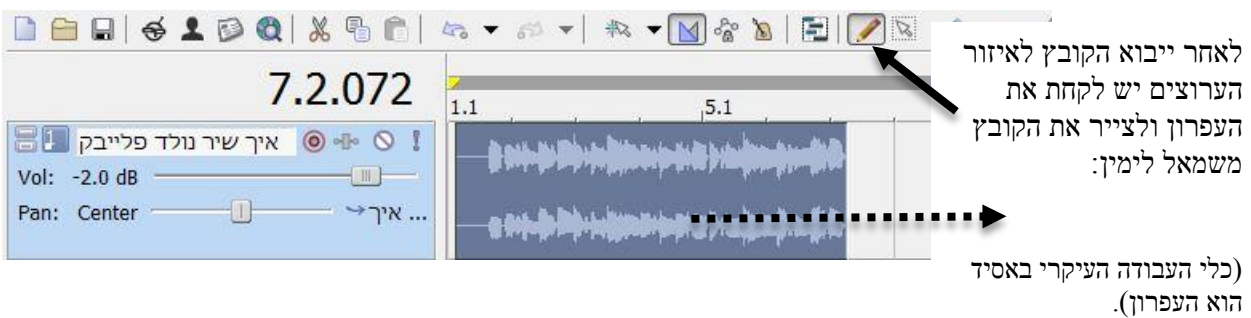 7.2.072
1.1
5.1
1
איך שיר נולד פלייבק
Vol: -2.0 dB
Pan: Center
איך ...
לאחר ייבוא הקובץ לאיזור
הערוצים יש לקחת את
העפרון ולצייר את הקובץ
משמאל לימין:
(כלי העבודה העיקרי באסיד
הוא העפרון).